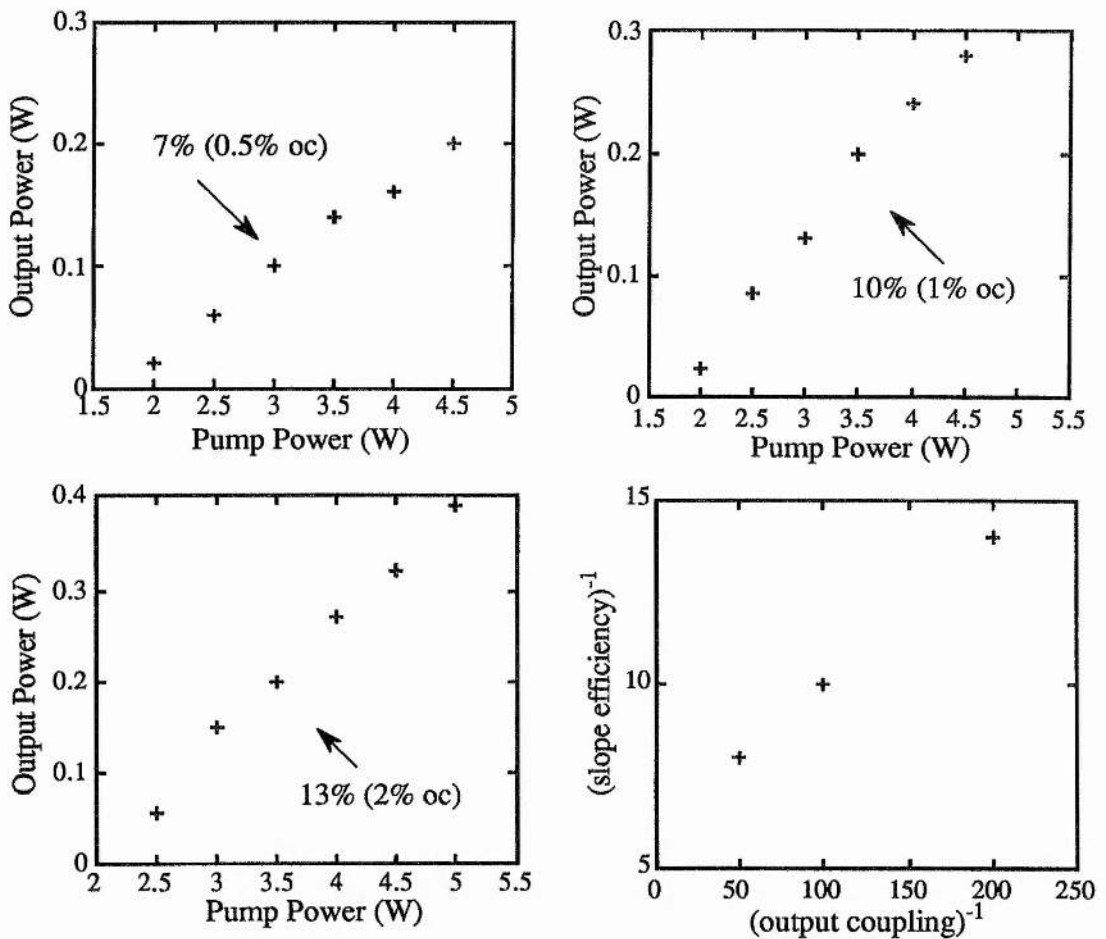 0.3
0.2
0.1
0
Output Power (W)
7% (0.5% oc)
1.5 2 2.5 3 3.5 4 4.5 5
Pump Power (W)
0.3
0.2
0.1
0
Output Power (W)
10% (1% oc)
1.5 2 2.5 3 3.5 4 4.5 5 5.5
Pump Power (W)
0.4
0.3
0.2
0.1
0
Output Power (W)
13% (2% oc)
2 2.5 3 3.5 4 4.5 5 5.5
Pump Power (W)
15
10
5
(slope efficiency)⁻¹
0 50 100 150 200 250
(output coupling)⁻¹